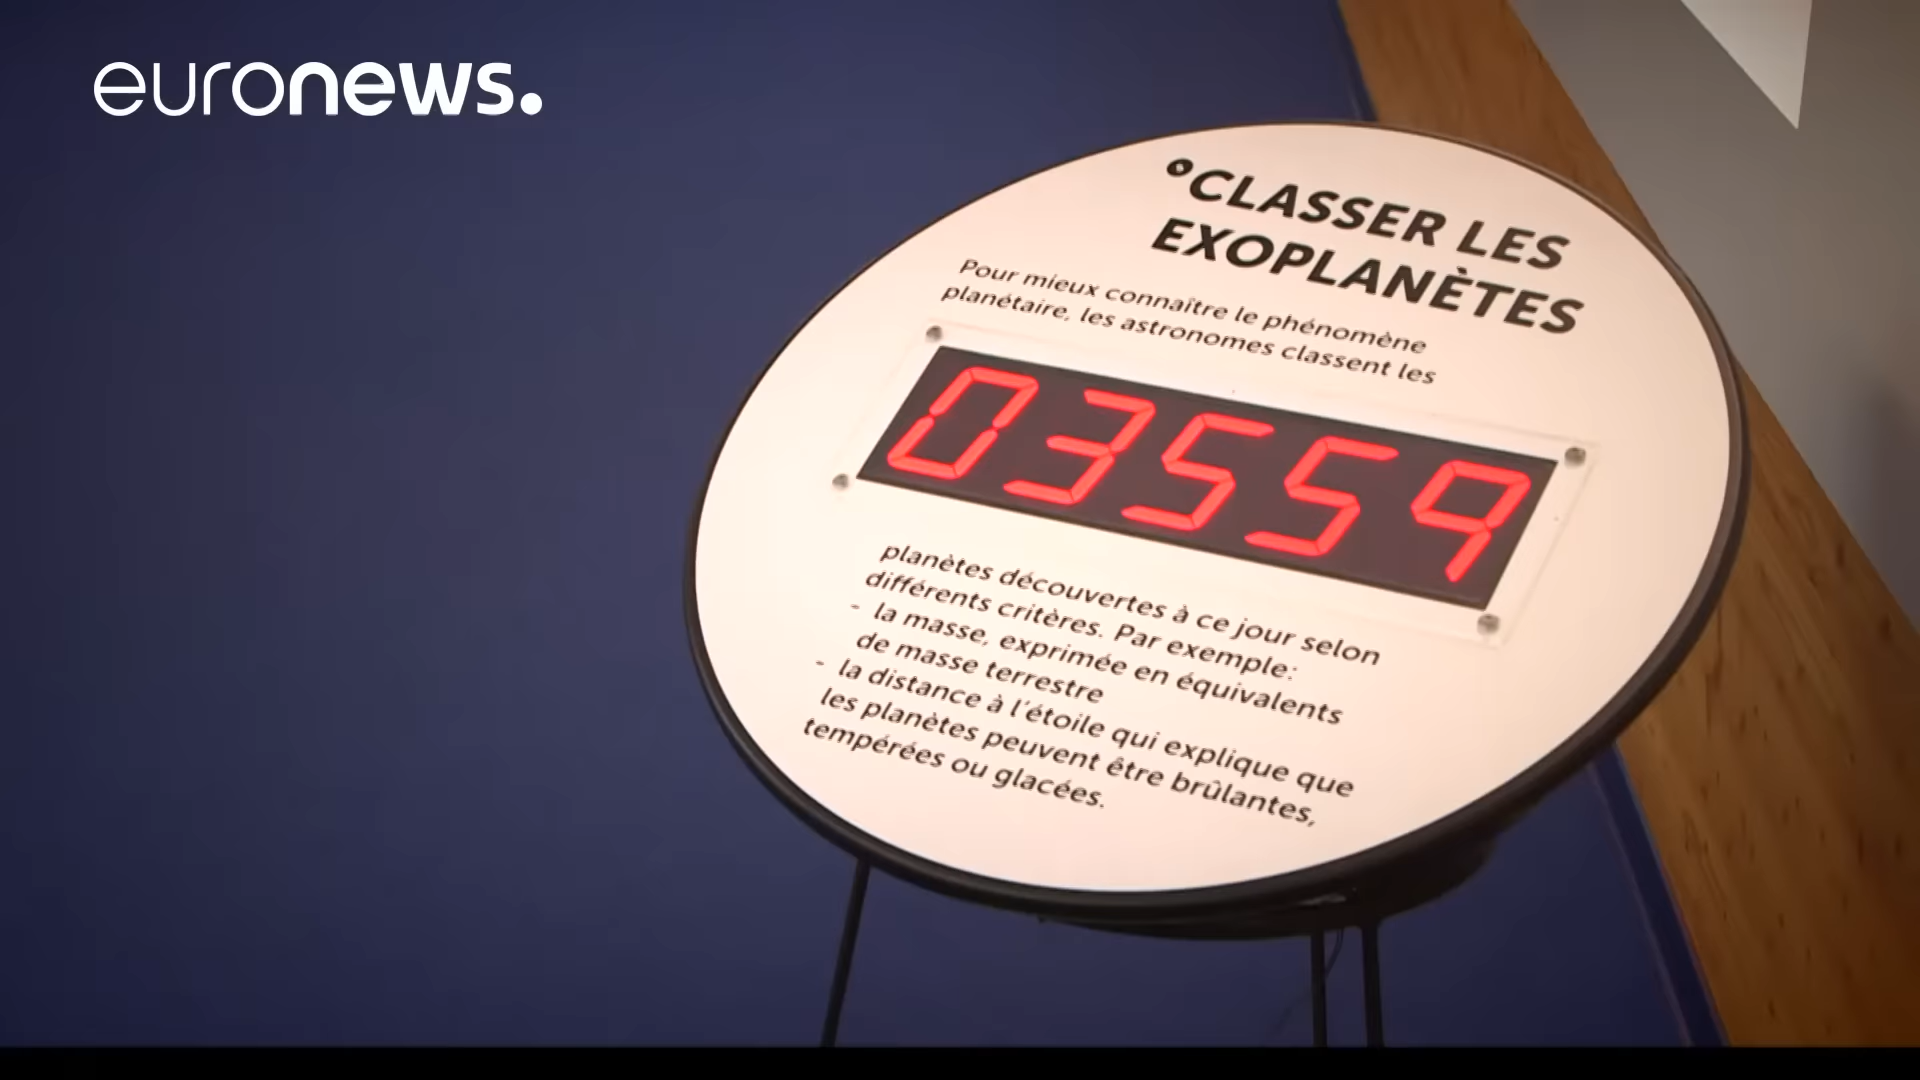 euronews.
°CLASSER LES
EXOPLANÈTES
Pour mieux connaître le phénomène
planétaire, les astronomes classent les
03559
planètes découvertes à ce jour selon
différents critères. Par exemple:
- la masse, exprimée en équivalents
de masse terrestre
- la distance à l'étoile qui explique que
les planètes peuvent être brûlantes,
tempérées ou glacées.